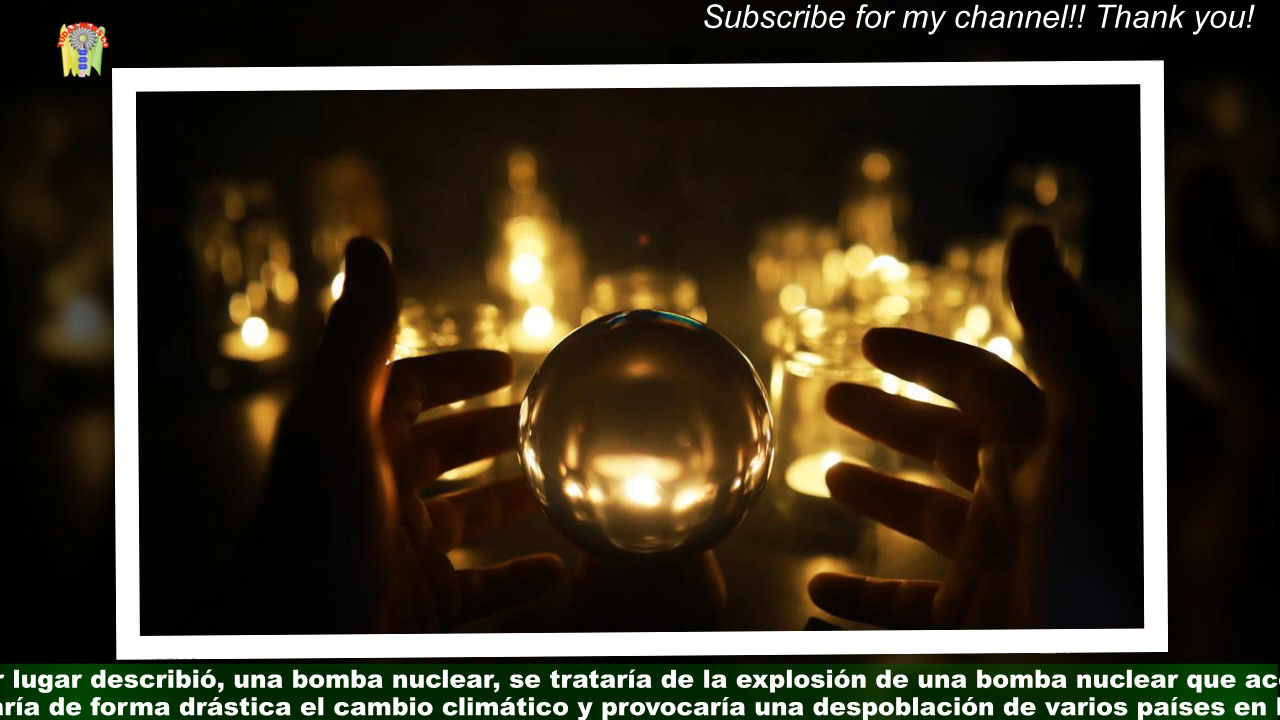 Subscribe for my channel!! Thank you!
lugar describió, una bomba nuclear, se trataría de la explosión de una bomba nuclear que
de forma drástica el cambio climático y provocaría una despoblación de varios países en